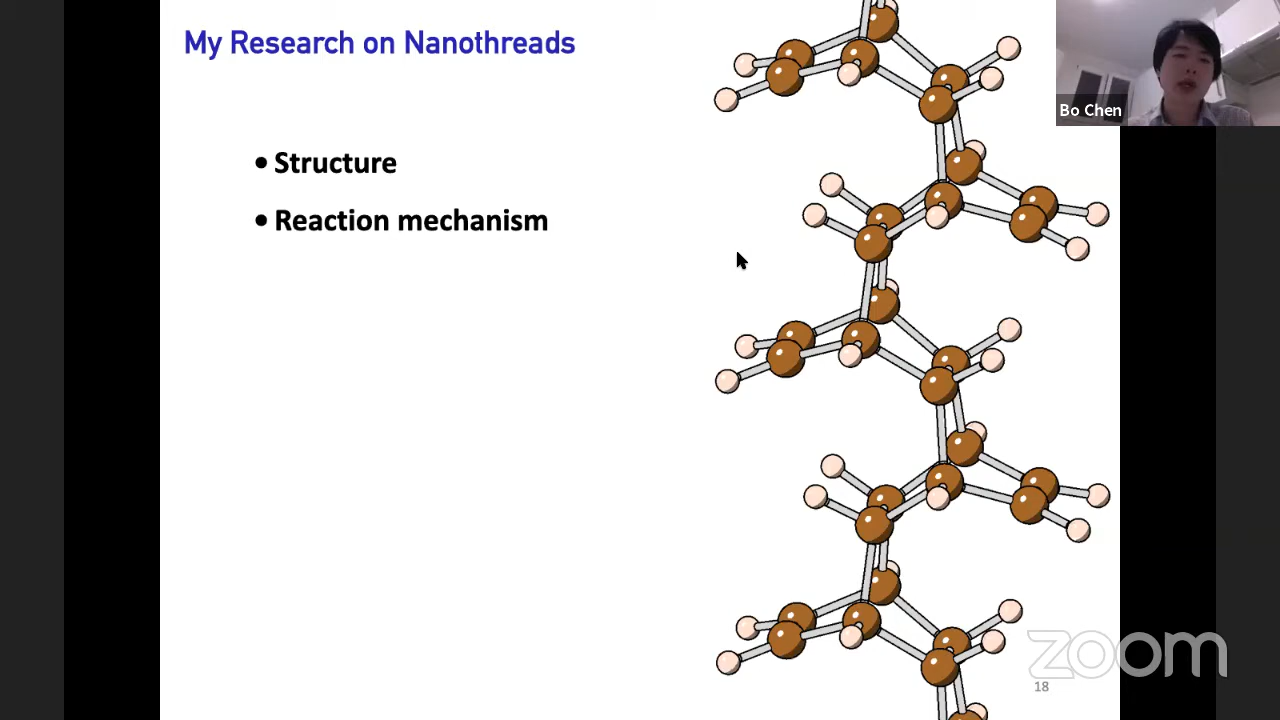 My Research on Nanothreads
Bo Chen
• Structure
• Reaction mechanism
zoom
18